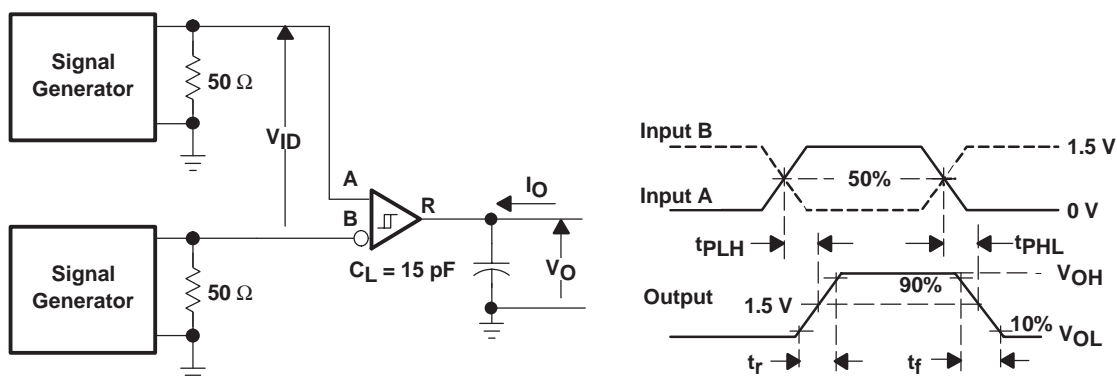 Signal
Generator
50 Ω
VID
A
B
R
IO
CL = 15 pF
VO
Signal
Generator
50 Ω
Input B
1.5 V
50%
Input A
0 V
tPLH
tPHL
VOH
90%
Output
1.5 V
10%
VOL
tr
tf